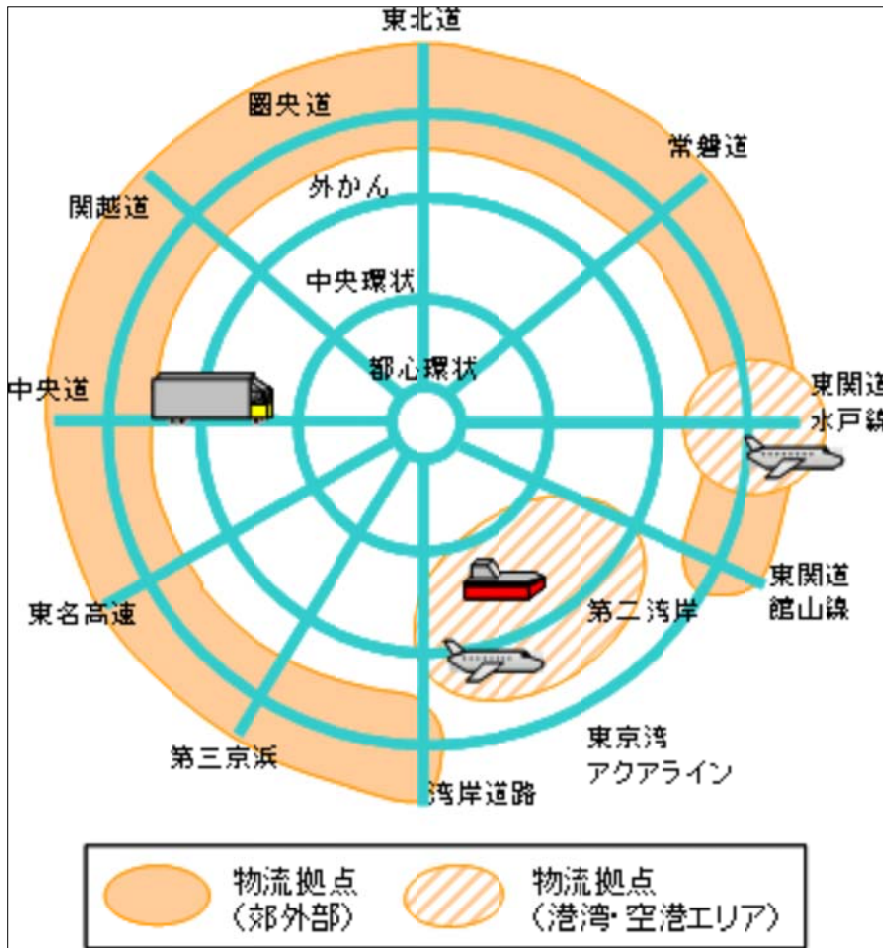 東北道
圏央道
常磐道
関越道
外かん
中央環状
都心環状
中央道
東関道
水戸線
東名高速
第二湾岸
東関道
館山線
第三京浜
東京湾
アクアライン
湾岸道路
物流拠点
(郊外部)
物流拠点
(港湾・空港エリア)